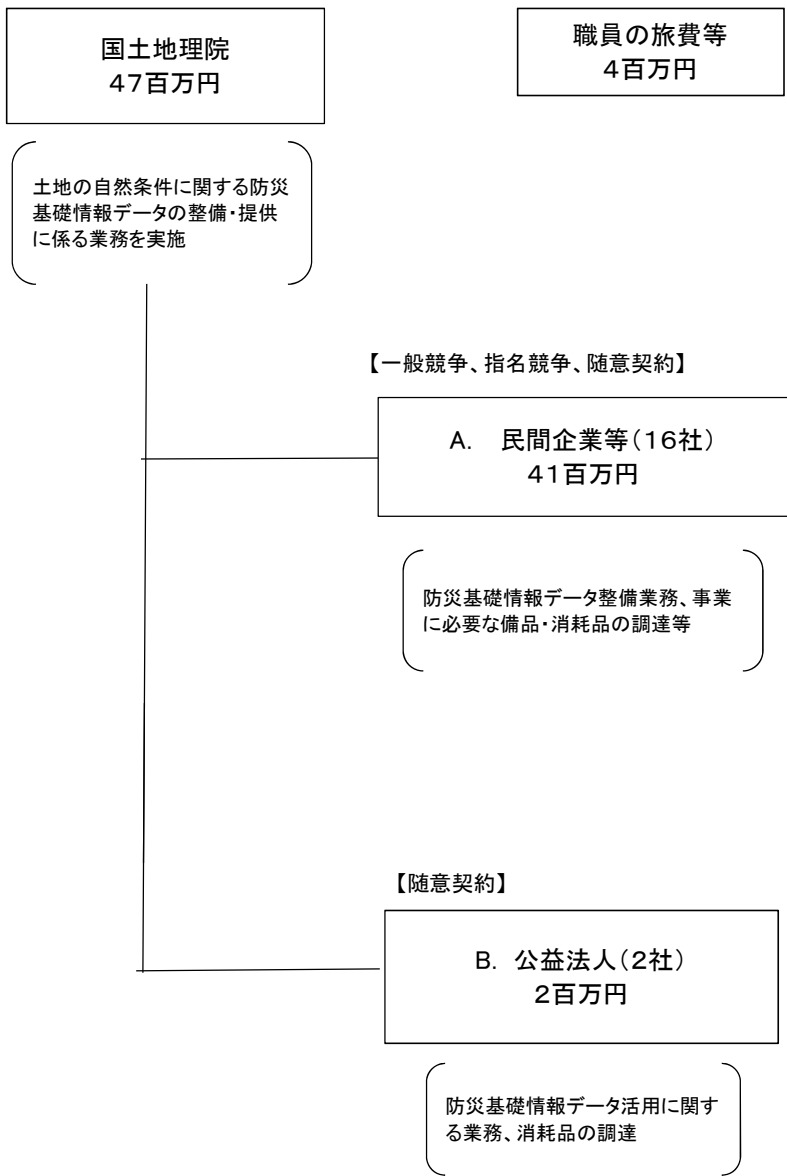 国土地理院
47百万円
職員の旅費等
4百万円
土地の自然条件に関する防災
基礎情報データの整備・提供
に係る業務を実施
【一般競争、指名競争、随意契約】
A.　民間企業等（16社）
41百万円
防災基礎情報データ整備業務、事業
に必要な備品・消耗品の調達等
【随意契約】
B. 公益法人（2社）
2百万円
防災基礎情報データ活用に関す
る業務、消耗品の調達